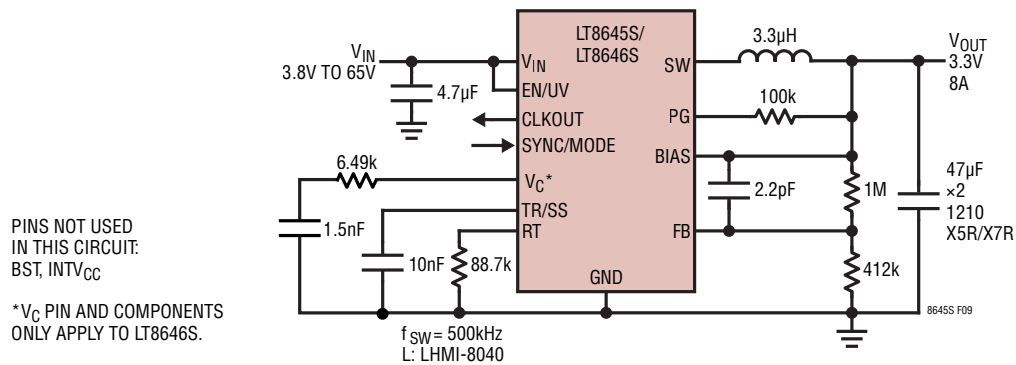 LT8645S/
LT8646S
VIN
3.8V TO 65V
4.7µF
VIN
EN/UV
CLKOUT
SYNC/MODE
VC*
TR/SS
RT
GND
SW
PG
BIAS
FB
3.3µH
100k
2.2pF
1M
412k
VOUT
3.3V
8A
47µF
×2
1210
X5R/X7R
6.49k
1.5nF
10nF
88.7k
PINS NOT USED
IN THIS CIRCUIT:
BST, INTVCC
*VC PIN AND COMPONENTS
ONLY APPLY TO LT8646S.
fSW = 500kHz
L: LHMI-8040
8645S F09